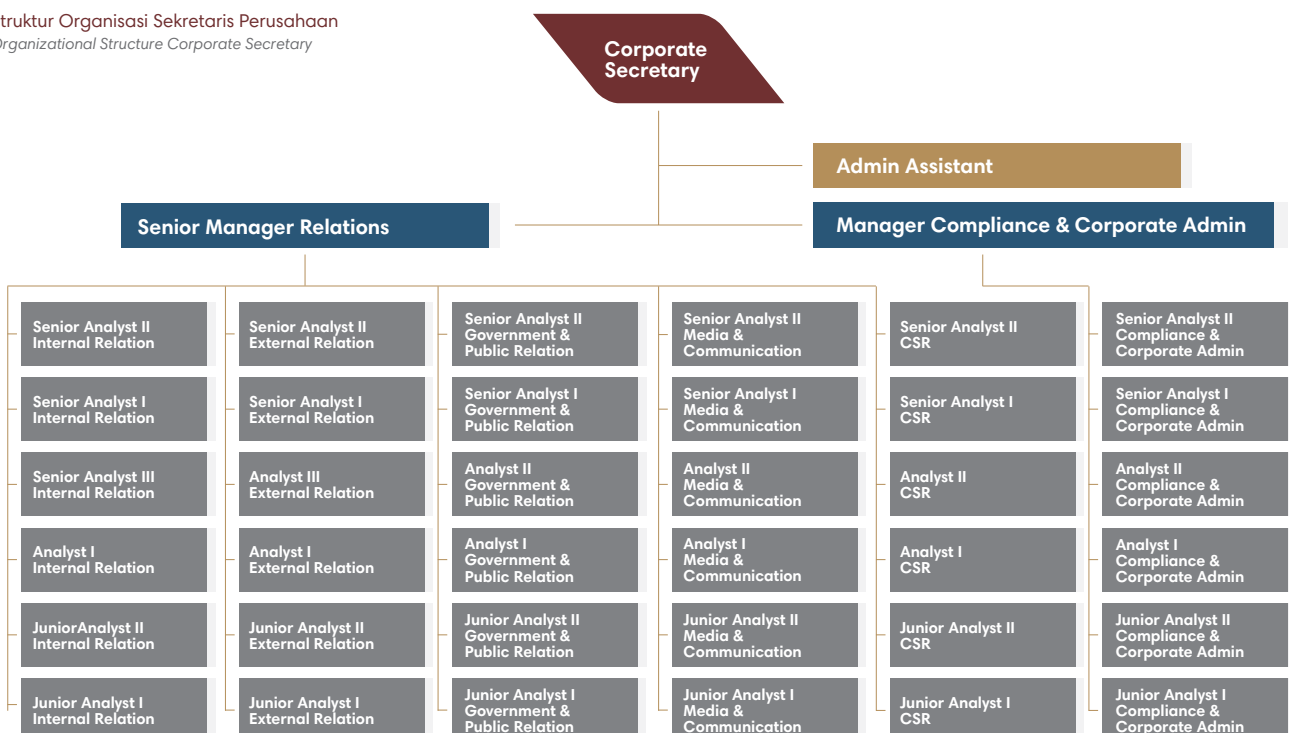 truktur Organisasi Sekretaris Perusahaan
Organizational Structure Corporate Secretary
Corporate
Secretary
Admin Assistant
Senior Manager Relations
Manager Compliance & Corporate Admin
Senior Analyst II
Internal Relation
Senior Analyst II
External Relation
Senior Analyst II
Government &
Public Relation
Senior Analyst II
Media &
Communication
Senior Analyst II
CSR
Senior Analyst II
Compliance &
Corporate Admin
Senior Analyst I
Internal Relation
Senior Analyst I
External Relation
Senior Analyst I
Government &
Public Relation
Senior Analyst I
Media &
Communication
Senior Analyst I
CSR
Senior Analyst I
Compliance &
Corporate Admin
Senior Analyst III
Internal Relation
Analyst III
External Relation
Analyst II
Government &
Public Relation
Analyst II
Media &
Communication
Analyst II
CSR
Analyst II
Compliance &
Corporate Admin
Analyst I
Internal Relation
Analyst I
External Relation
Analyst I
Government &
Public Relation
Analyst I
Media &
Communication
Analyst I
CSR
Analyst I
Compliance &
Corporate Admin
JuniorAnalyst II
Internal Relation
Junior Analyst II
External Relation
Junior Analyst II
Government &
Public Relation
Junior Analyst II
Media &
Communication
Junior Analyst II
CSR
Junior Analyst II
Compliance &
Corporate Admin
Junior Analyst I
Internal Relation
Junior Analyst I
External Relation
Junior Analyst I
Government &
Public Relation
Junior Analyst I
Media &
Communication
Junior Analyst I
CSR
Junior Analyst I
Compliance &
Corporate Admin